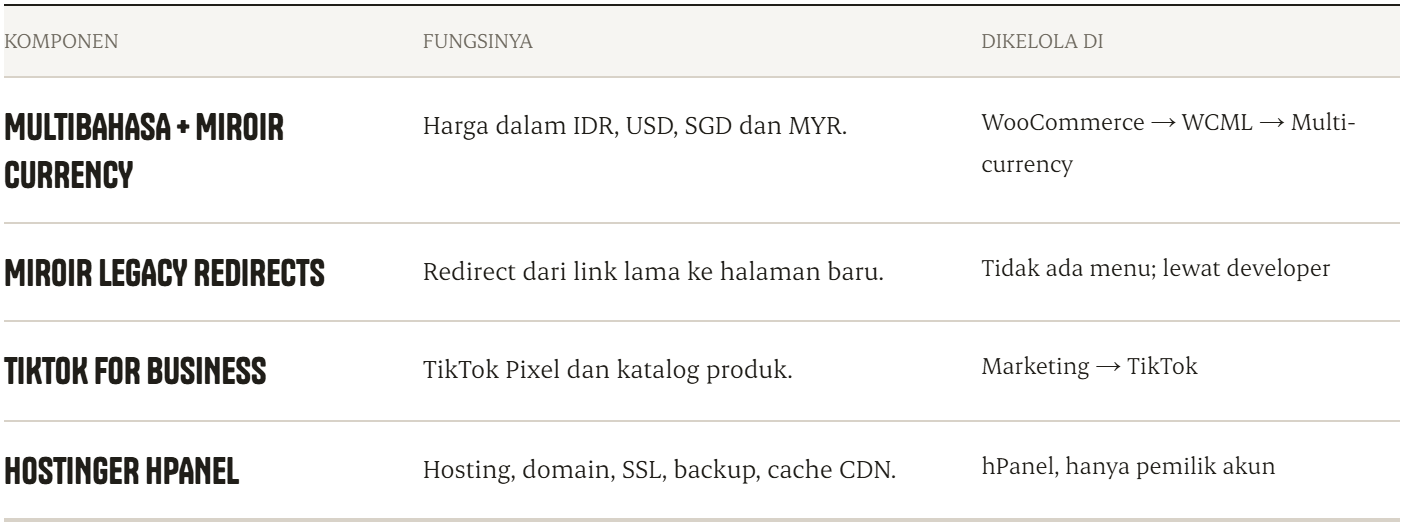 KOMPONEN FUNGSINYA DIKELOLA DI
MULTIBAHASA + MIROIR CURRENCY Harga dalam IDR, USD, SGD dan MYR. WooCommerce → WCML → Multi-currency
MIROIR LEGACY REDIRECTS Redirect dari link lama ke halaman baru. Tidak ada menu; lewat developer
TIKTOK FOR BUSINESS TikTok Pixel dan katalog produk. Marketing → TikTok
HOSTINGER HPANEL Hosting, domain, SSL, backup, cache CDN. hPanel, hanya pemilik akun